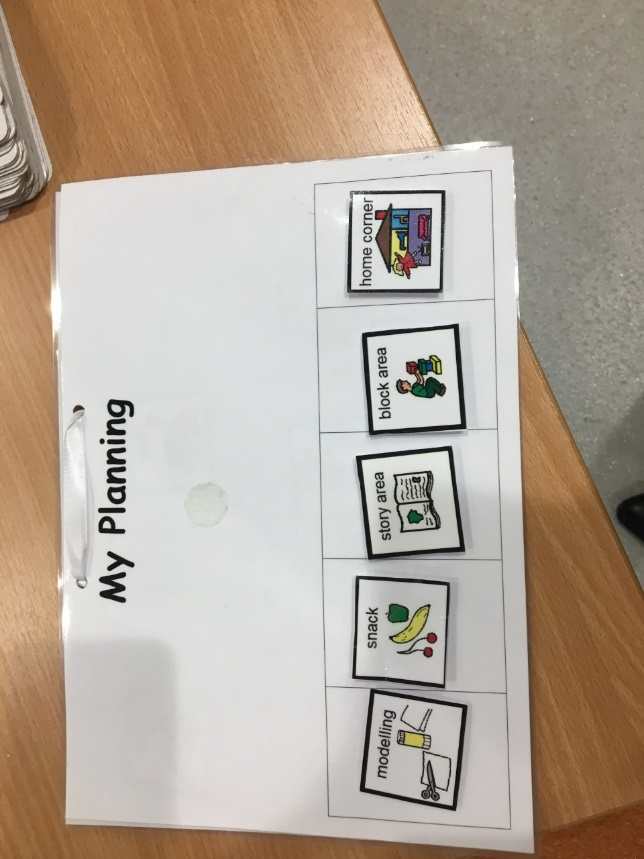 My Planning
modelling
snack
story area
block area
home corner